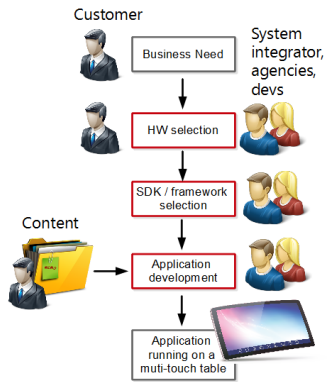 Customer
System
integrator,
agencies,
devs
Business Need
HW selection
SDK / framework
selection
Content
Application
development
Application
running on a
muti-touch table